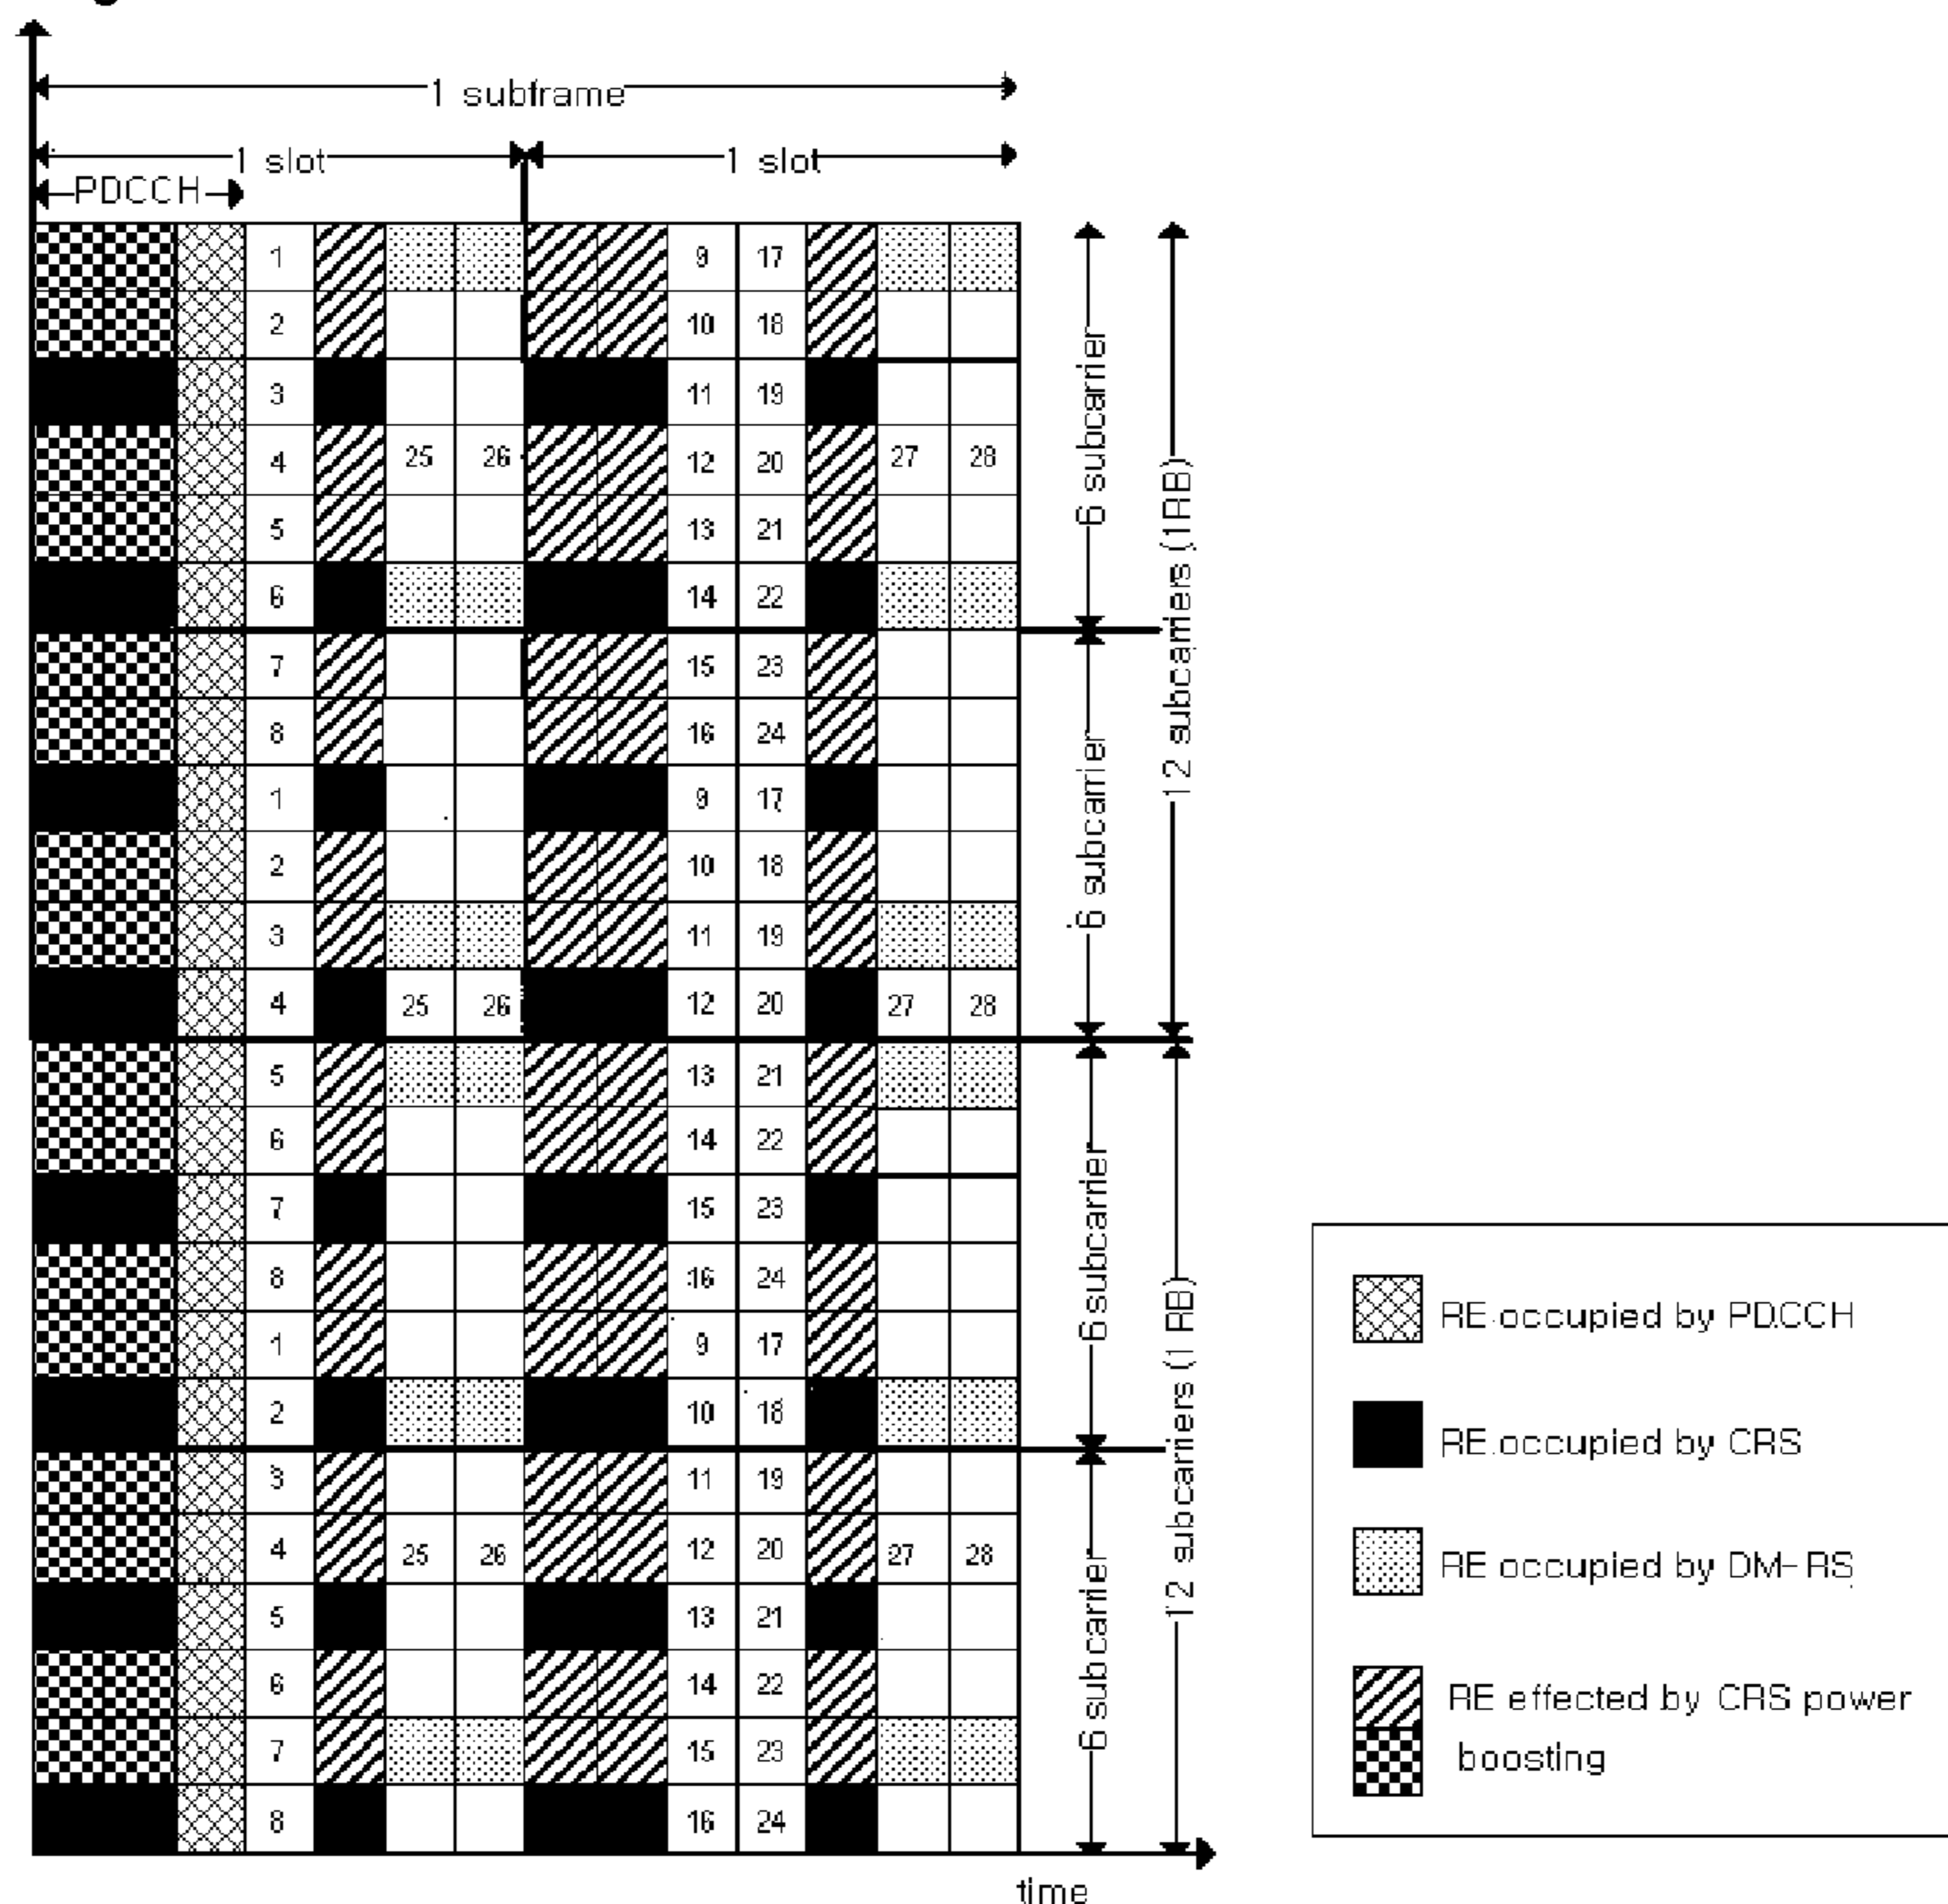 1 subframe
1 slot 1 slot
PDCCH
1 9 17
2 10 18
3 11 19
4 25 26 12 20 27 28
5 13 21
6 14 22
7 15 23
8 16 24
1 9 17
2 10 18
3 11 19
4 25 26 12 20 27 28
5 13 21
6 14 22
7 15 23
8 16 24
1 9 17
2 10 18
3 11 19
4 25 26 12 20 27 28
5 13 21
6 14 22
7 15 23
8 16 24
6 subcarrier
6 subcarrier
6 subcarrier
6 subcarrier
12 subcarriers (1RB)
12 subcarriers (1 RB)
time
RE occupied by PDCCH
RE occupied by CRS
RE occupied by DM-RS
RE effected by CRS power
boosting